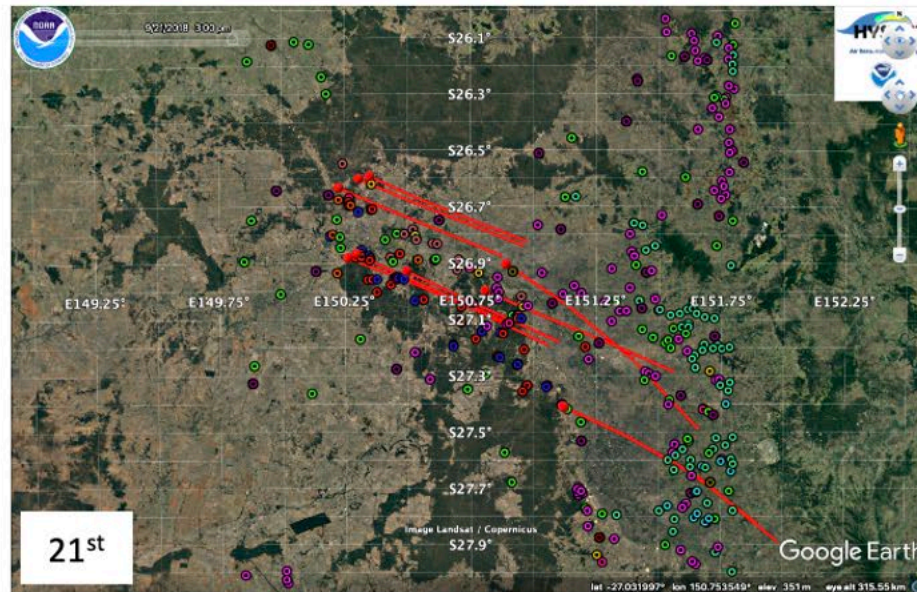 NOAA
9/21/2018 3:00 pm
S26.1°
S26.3°
S26.5°
S26.7°
S26.9°
E149.25° E149.75° E150.25° E150.75° E151.25° E151.75° E152.25°
S27.1°
S27.3°
S27.5°
S27.7°
Image Landsat / Copernicus
S27.9°
21st
Google Earth
lat -27.031997° lon 150.753549° elev 351 m eye alt 315.55 km